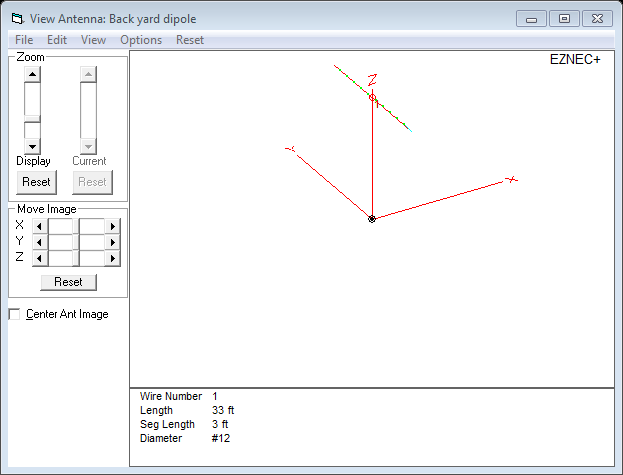 View Antenna: Back yard dipole
File Edit View Options Reset
Zoom
Display Current
Reset Reset
Move Image
X
Y
Z
Reset
Center Ant Image
EZNEC+
Z
1
Y
X
Wire Number 1
Length 33 ft
Seg Length 3 ft
Diameter #12